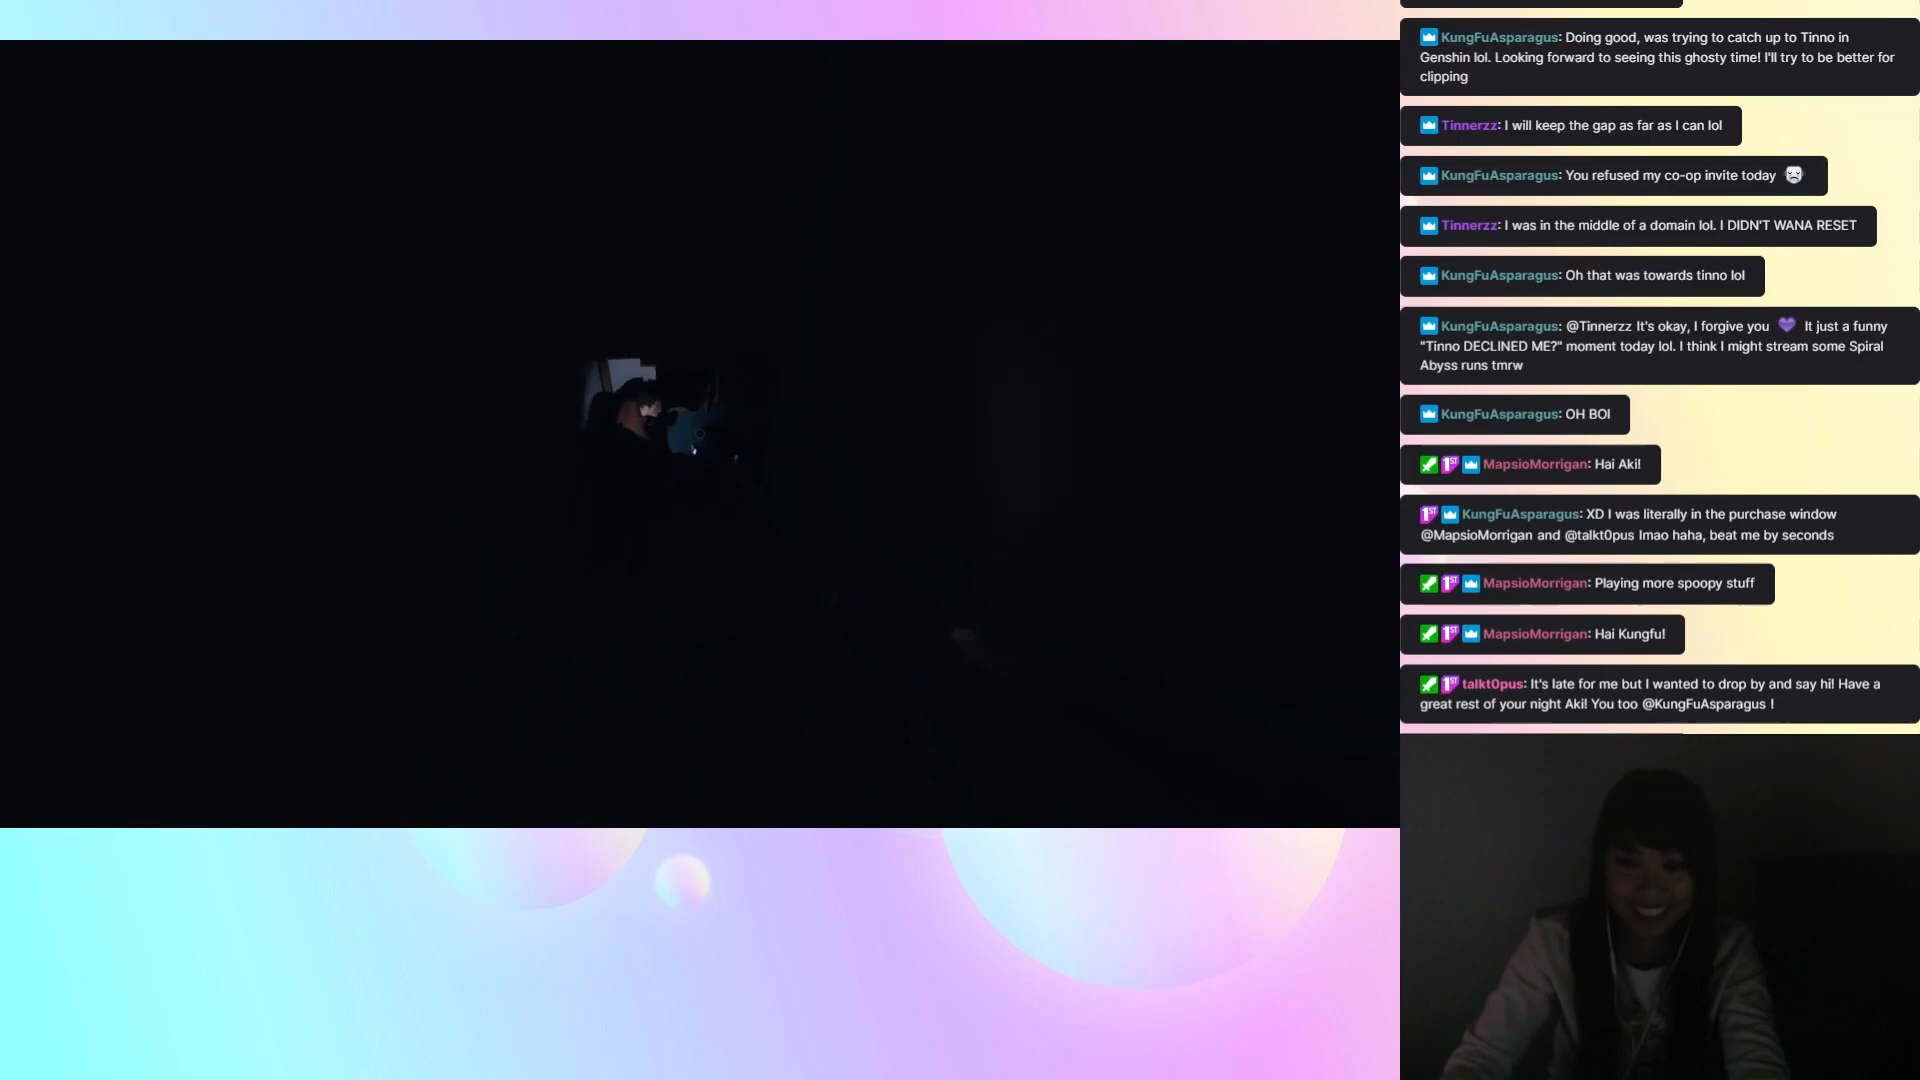 KungFuAsparagus: Doing good, was trying to catch up to Tinno in
Genshin lol. Looking forward to seeing this ghosty time! I'll try to be better for
clipping
Tinnerzz: I will keep the gap as far as I can lol
KungFuAsparagus: You refused my co-op invite today
Tinnerzz: I was in the middle of a domain lol. I DIDN'T WANA RESET
KungFuAsparagus: Oh that was towards tinno lol
KungFuAsparagus: @Tinnerzz It's okay, I forgive you It just a funny
"Tinno DECLINED ME?" moment today lol. I think I might stream some Spiral
Abyss runs tmrw
KungFuAsparagus: OH BOI
1ST MapsioMorrigan: Hai Aki!
1ST KungFuAsparagus: XD I was literally in the purchase window
@MapsioMorrigan and @talkt0pus lmao haha, beat me by seconds
1ST MapsioMorrigan: Playing more spoopy stuff
1ST MapsioMorrigan: Hai Kungfu!
1ST talkt0pus: It's late for me but I wanted to drop by and say hi! Have a
great rest of your night Aki! You too @KungFuAsparagus !